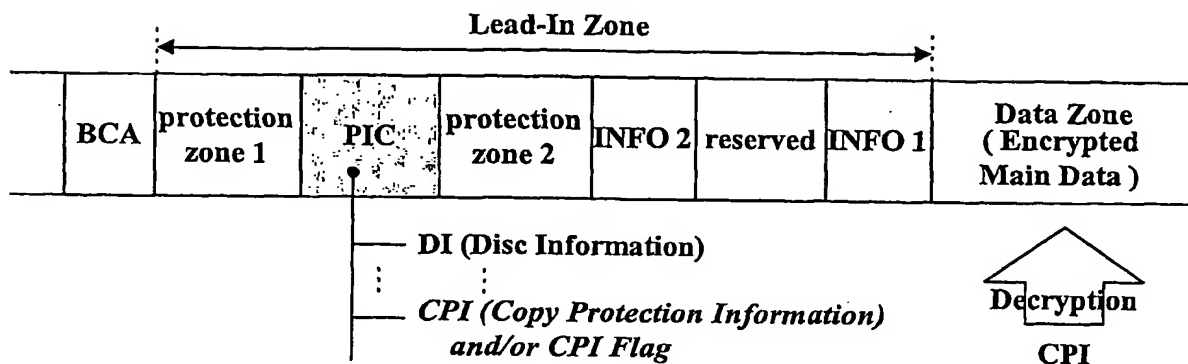 Lead-In Zone
BCA
protection
zone 1
PIC
protection
zone 2
INFO 2
reserved
INFO 1
Data Zone
( Encrypted
Main Data )
DI (Disc Information)
CPI (Copy Protection Information)
and/or CPI Flag
Decryption
CPI